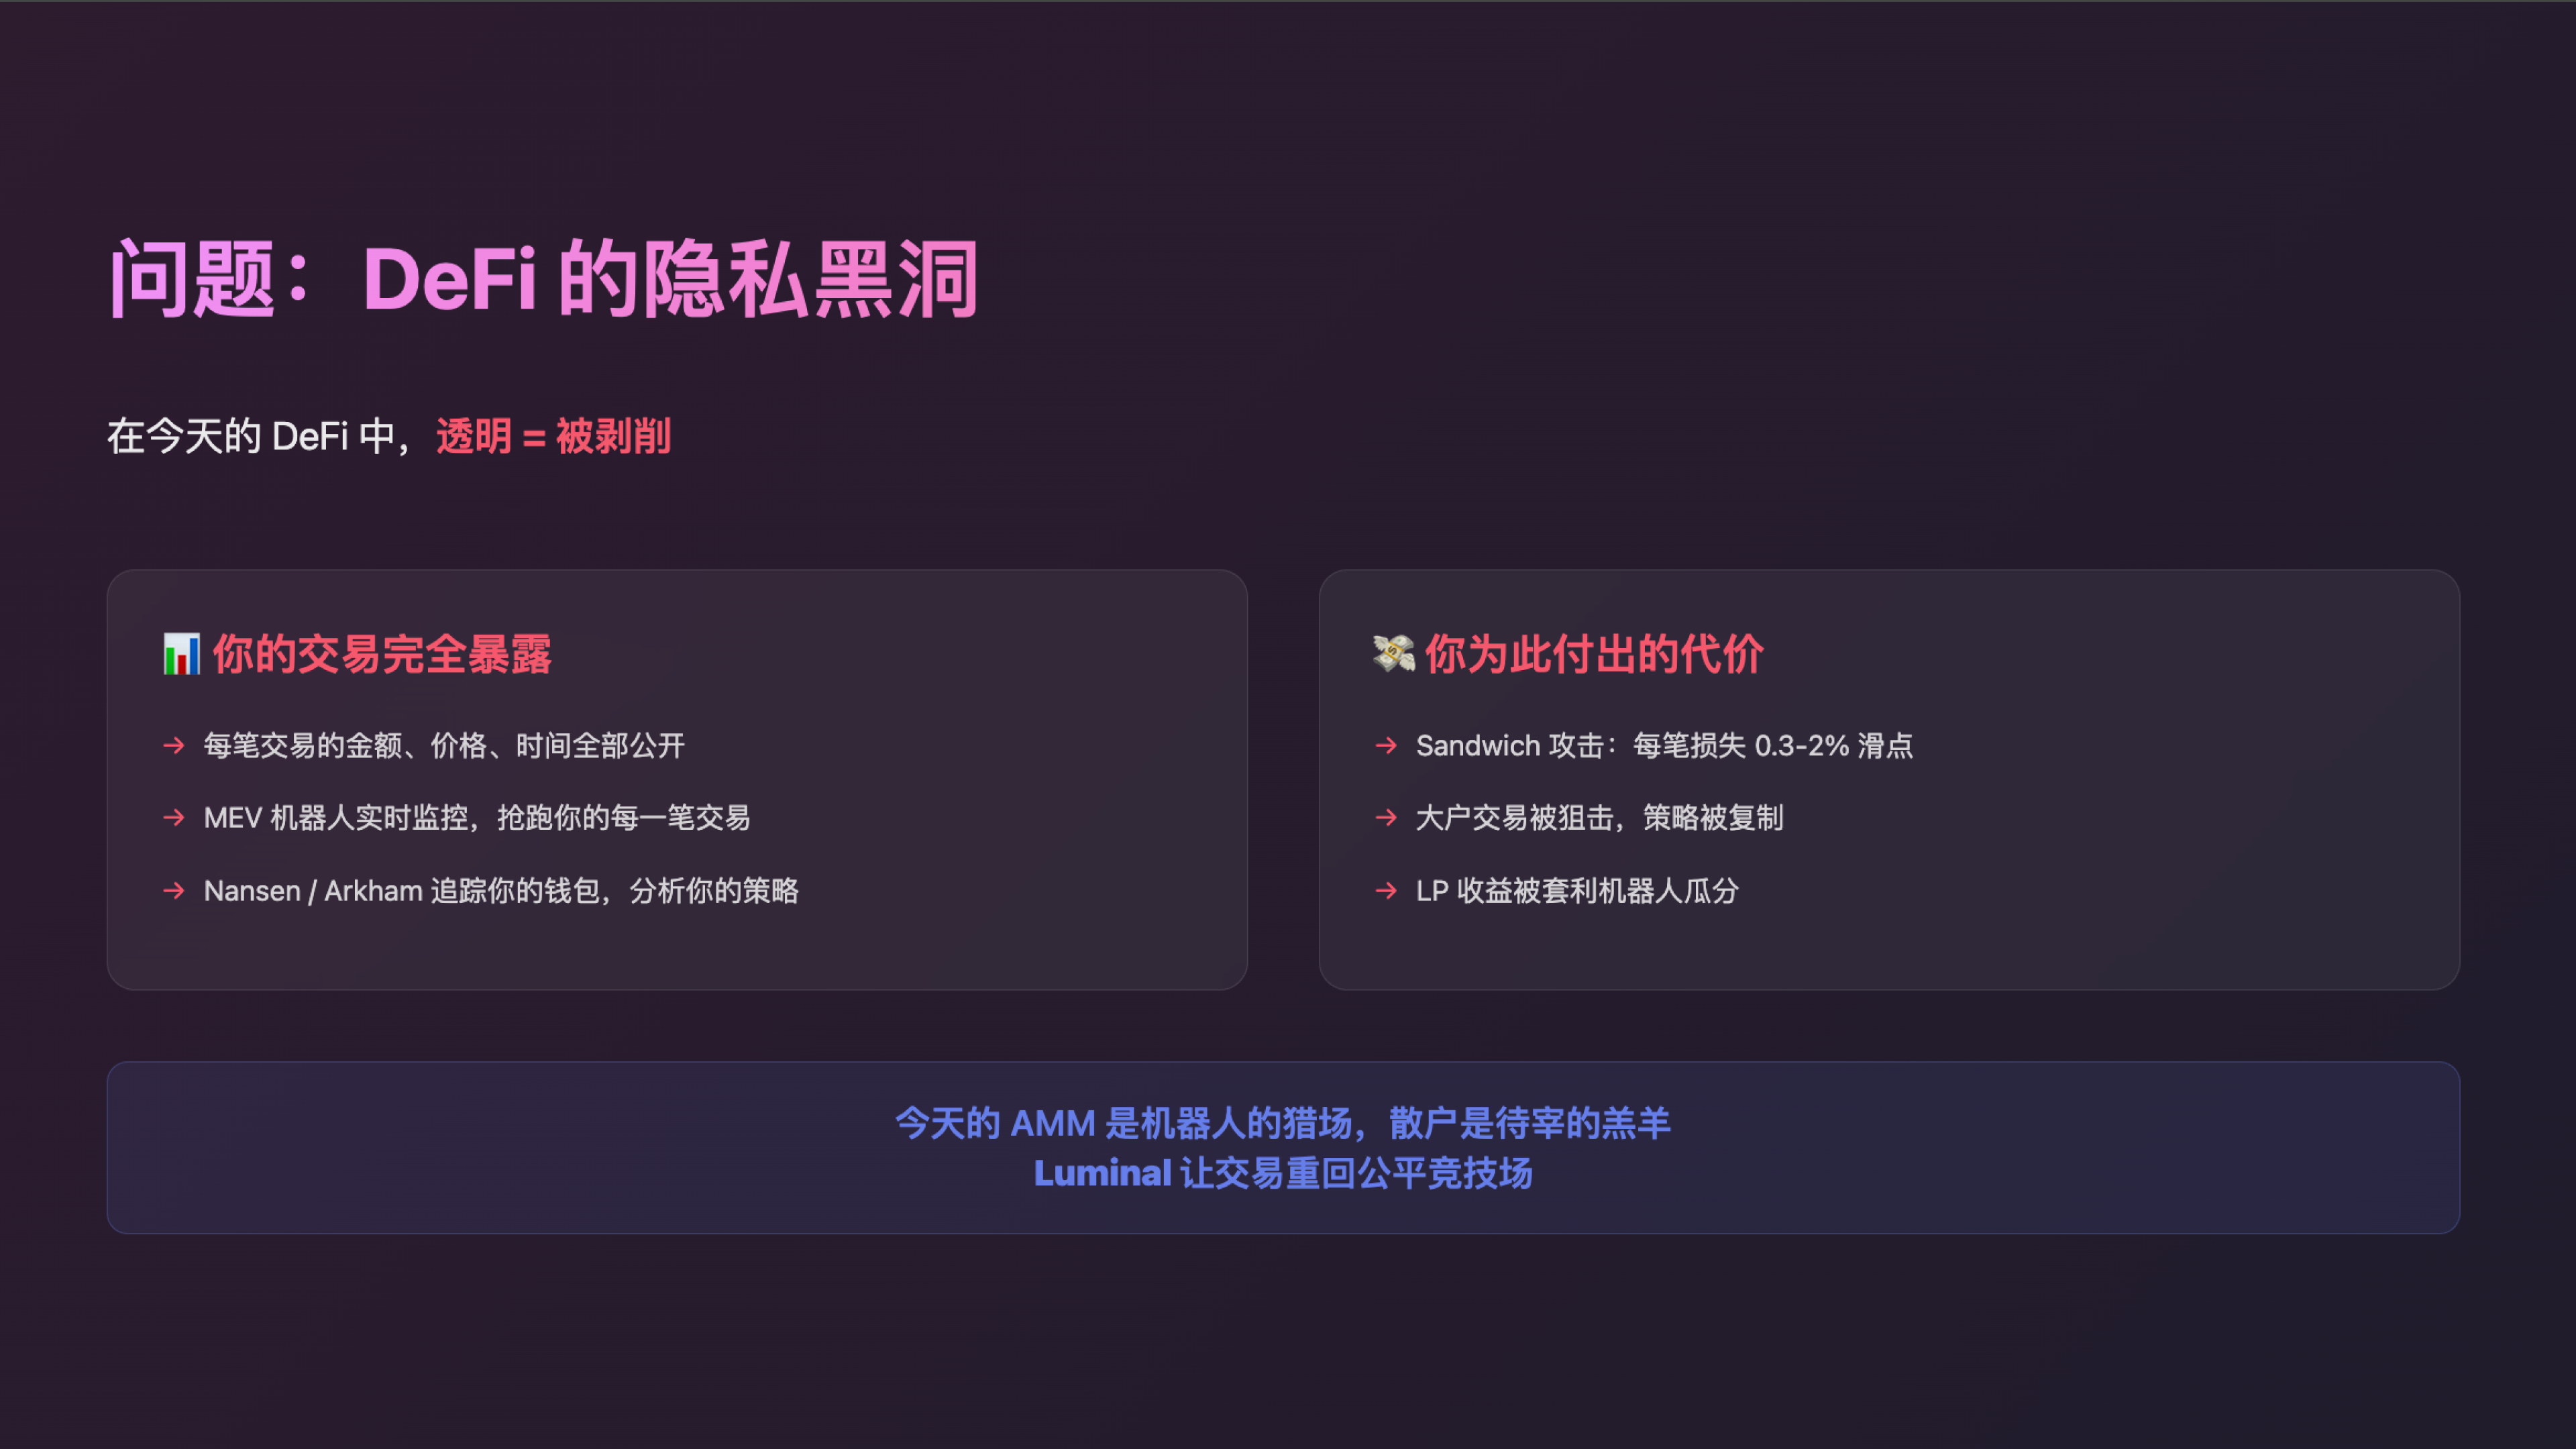 问题：DeFi 的隐私黑洞
在今天的 DeFi 中，透明 = 被剥削
📊 你的交易完全暴露
→ 每笔交易的金额、价格、时间全部公开
→ MEV 机器人实时监控，抢跑你的每一笔交易
→ Nansen / Arkham 追踪你的钱包，分析你的策略
💸 你为此付出的代价
→ Sandwich 攻击：每笔损失 0.3-2% 滑点
→ 大户交易被狙击，策略被复制
→ LP 收益被套利机器人瓜分
今天的 AMM 是机器人的猎场，散户是待宰的羔羊
Luminal 让交易重回公平竞技场